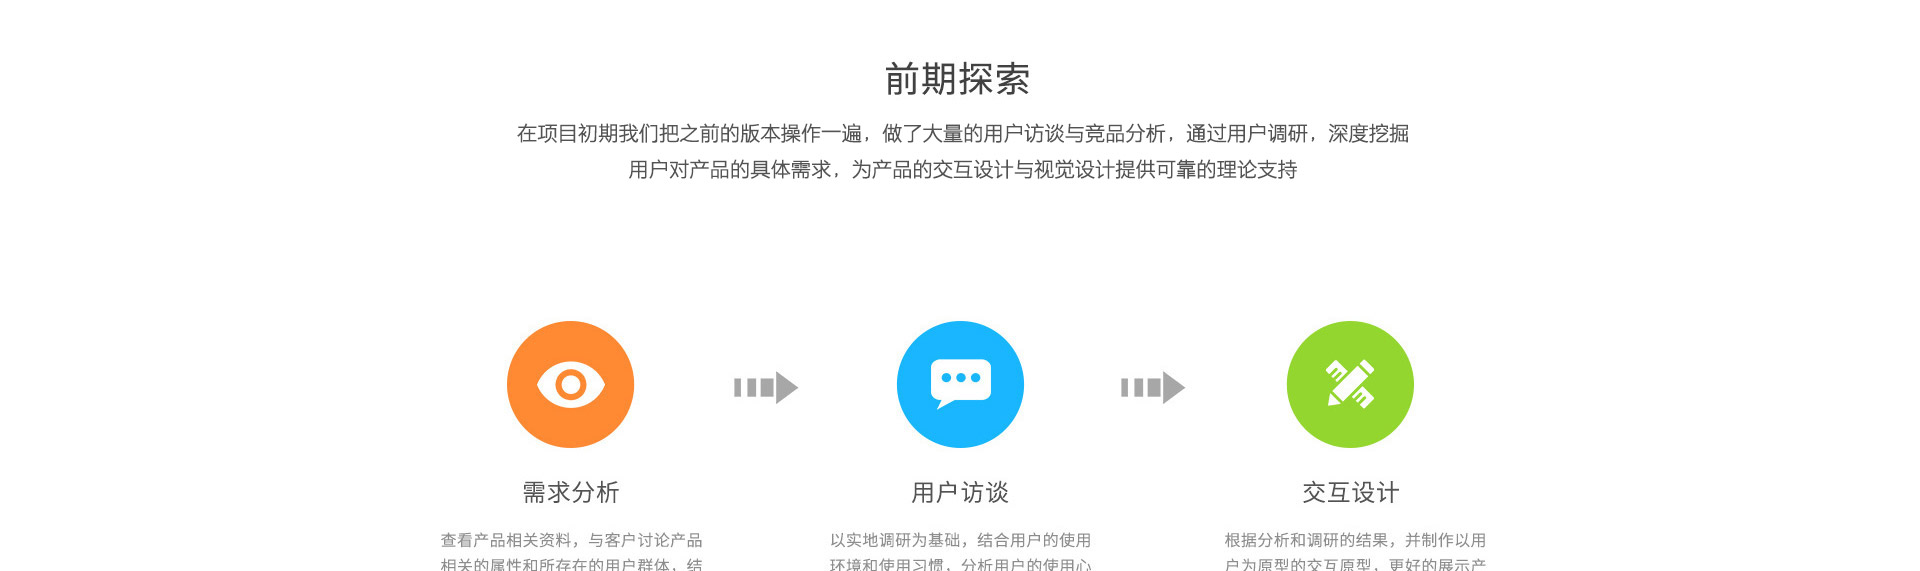 前期探索
在项目初期我们把之前的版本操作一遍，做了大量的用户访谈与竞品分析，通过用户调研，深度挖掘
用户对产品的具体需求，为产品的交互设计与视觉设计提供可靠的理论支持
需求分析
用户访谈
交互设计
查看产品相关资料，与客户讨论产品
相关的属性和所存在的用户群体，结
以实地调研为基础，结合用户的使用
环境和使用习惯，分析用户的使用心
根据分析和调研的结果，并制作以用
户为原型的交互原型，更好的展示产